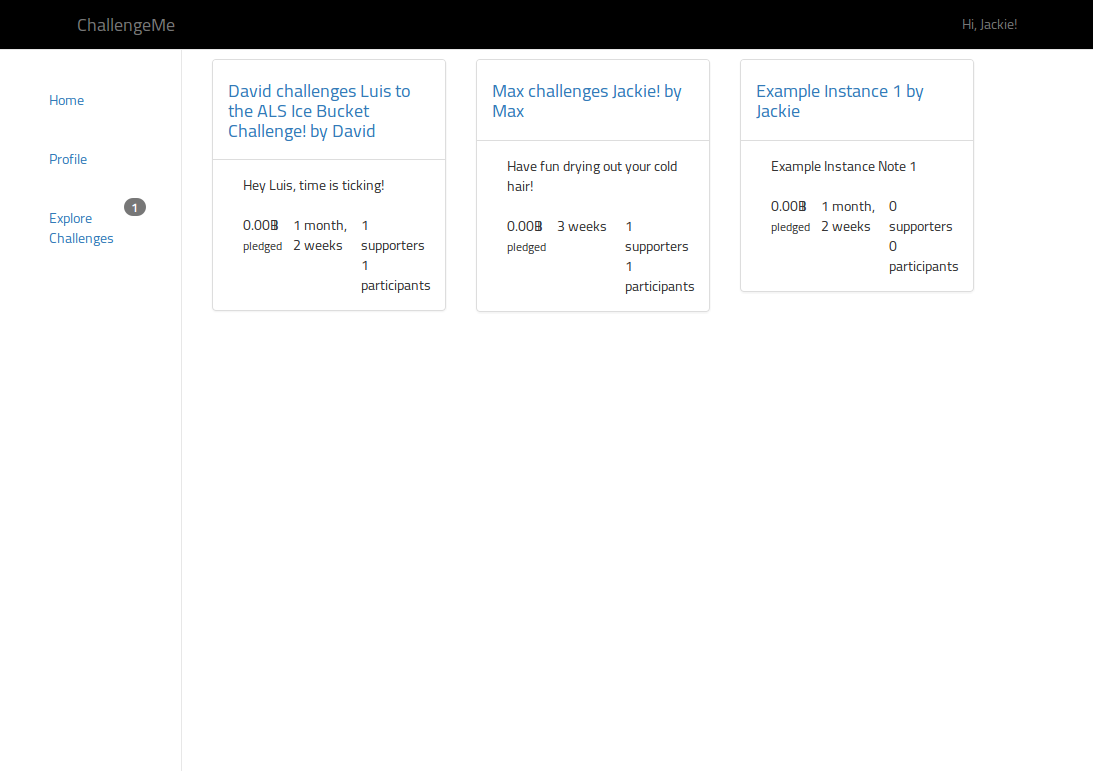 ChallengeMe
Hi, Jackie!
Home
Profile
Explore
Challenges
1
David challenges Luis to
the ALS Ice Bucket
Challenge! by David
Hey Luis, time is ticking!
0.00Ƀ
pledged
1 month,
2 weeks
1
supporters
1
participants
Max challenges Jackie! by
Max
Have fun drying out your cold
hair!
0.00Ƀ
pledged
3 weeks
1
supporters
1
participants
Example Instance 1 by
Jackie
Example Instance Note 1
0.00Ƀ
pledged
1 month,
2 weeks
0
supporters
0
participants